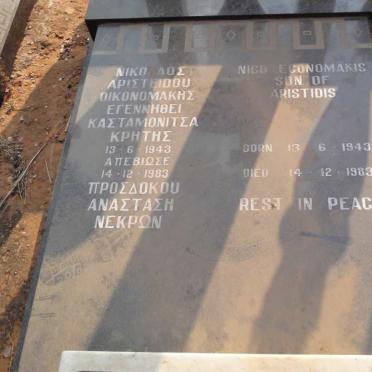 ΝΙΚΟΛΑΟΣ
ΑΡΙΣΤΕΙΔΟΥ
ΟΙΚΟΝΟΜΑΚΗΣ
ΕΓΕΝΝΗΘΕΙ
ΚΑΣΤΑΜΟΝΙΤΣΑ
ΚΡΗΤΗΣ
13-6-1943
ΑΠΕΒΙΩΣΕ
14-12-1983
ΠΡΟΣΔΟΚΟΥ
ΑΝΑΣΤΑΣΗ
ΝΕΚΡΩΝ
NICO ECONOMAKIS
SON OF
ARISTIDIS
BORN 13-6-1943
DIED 14-12-1983
REST IN PEAC